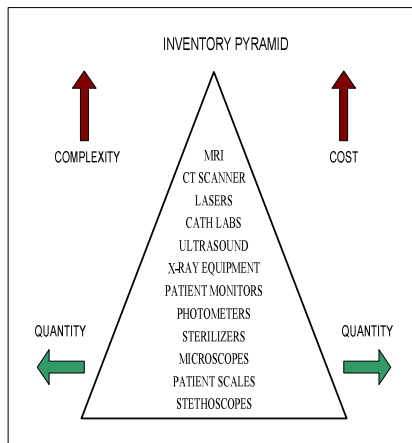 INVENTORY PYRAMID
COMPLEXITY
COST
MRI
CT SCANNER
LASERS
CATH LABS
ULTRASOUND
X-RAY EQUIPMENT
PATIENT MONITORS
PHOTOMETERS
QUANTITY
QUANTITY
STERILIZERS
MICROSCOPES
PATIENT SCALES
STETHOSCOPES